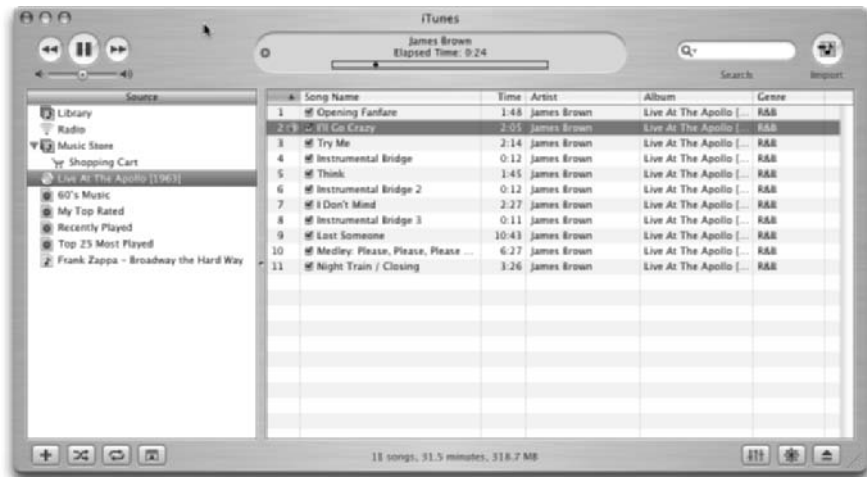 iTunes
James Brown
Elapsed Time: 0:24
Search
Import
Source
Library
Radio
Music Store
Shopping Cart
Live At The Apollo [1963]
60's Music
My Top Rated
Recently Played
Top 25 Most Played
Frank Zappa - Broadway the Hard Way
Song Name Time Artist Album Genre
1 Opening Fanfare 1:48 James Brown Live At The Apollo [... R&B
2 I'll Go Crazy 2:05 James Brown Live At The Apollo [... R&B
3 Try Me 2:14 James Brown Live At The Apollo [... R&B
4 Instrumental Bridge 0:12 James Brown Live At The Apollo [... R&B
5 Think 1:45 James Brown Live At The Apollo [... R&B
6 Instrumental Bridge 2 0:12 James Brown Live At The Apollo [... R&B
7 I Don't Mind 2:27 James Brown Live At The Apollo [... R&B
8 Instrumental Bridge 3 0:11 James Brown Live At The Apollo [... R&B
9 Lost Someone 10:43 James Brown Live At The Apollo [... R&B
10 Medley: Please, Please, Please ... 6:27 James Brown Live At The Apollo [... R&B
11 Night Train / Closing 3:26 James Brown Live At The Apollo [... R&B
11 songs, 31.5 minutes, 318.7 MB